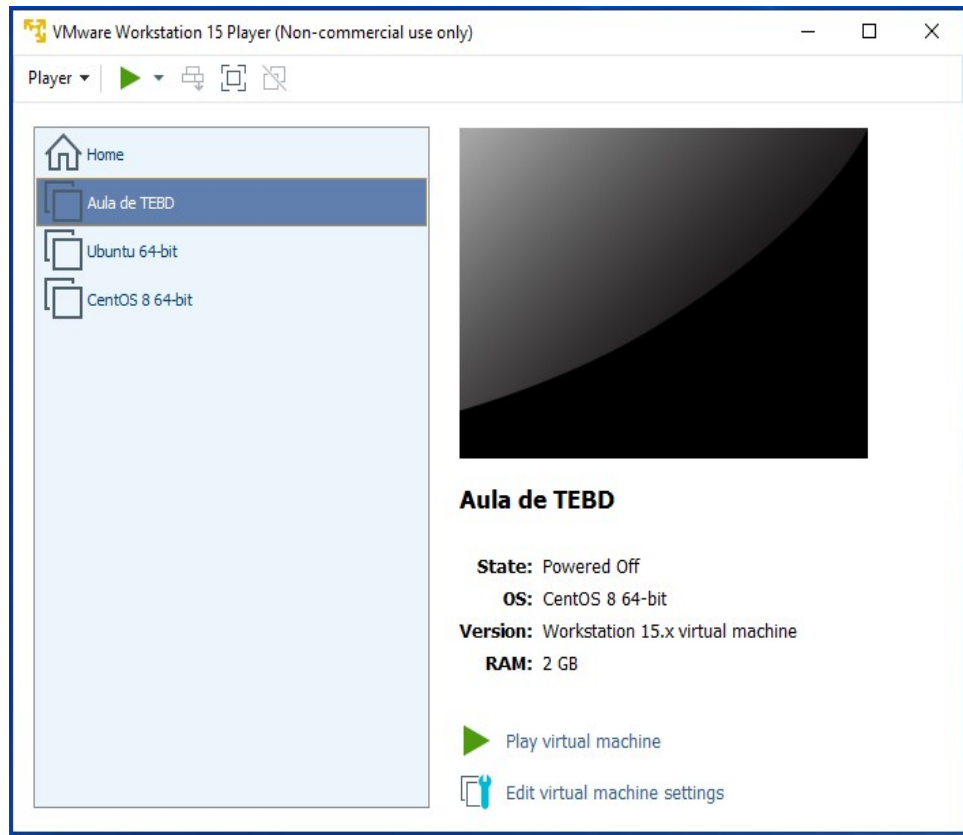 VMware Workstation 15 Player (Non-commercial use only)
Player
Home
Aula de TEBD
Ubuntu 64-bit
CentOS 8 64-bit
Aula de TEBD
State: Powered Off
OS: CentOS 8 64-bit
Version: Workstation 15.x virtual machine
RAM: 2 GB
Play virtual machine
Edit virtual machine settings